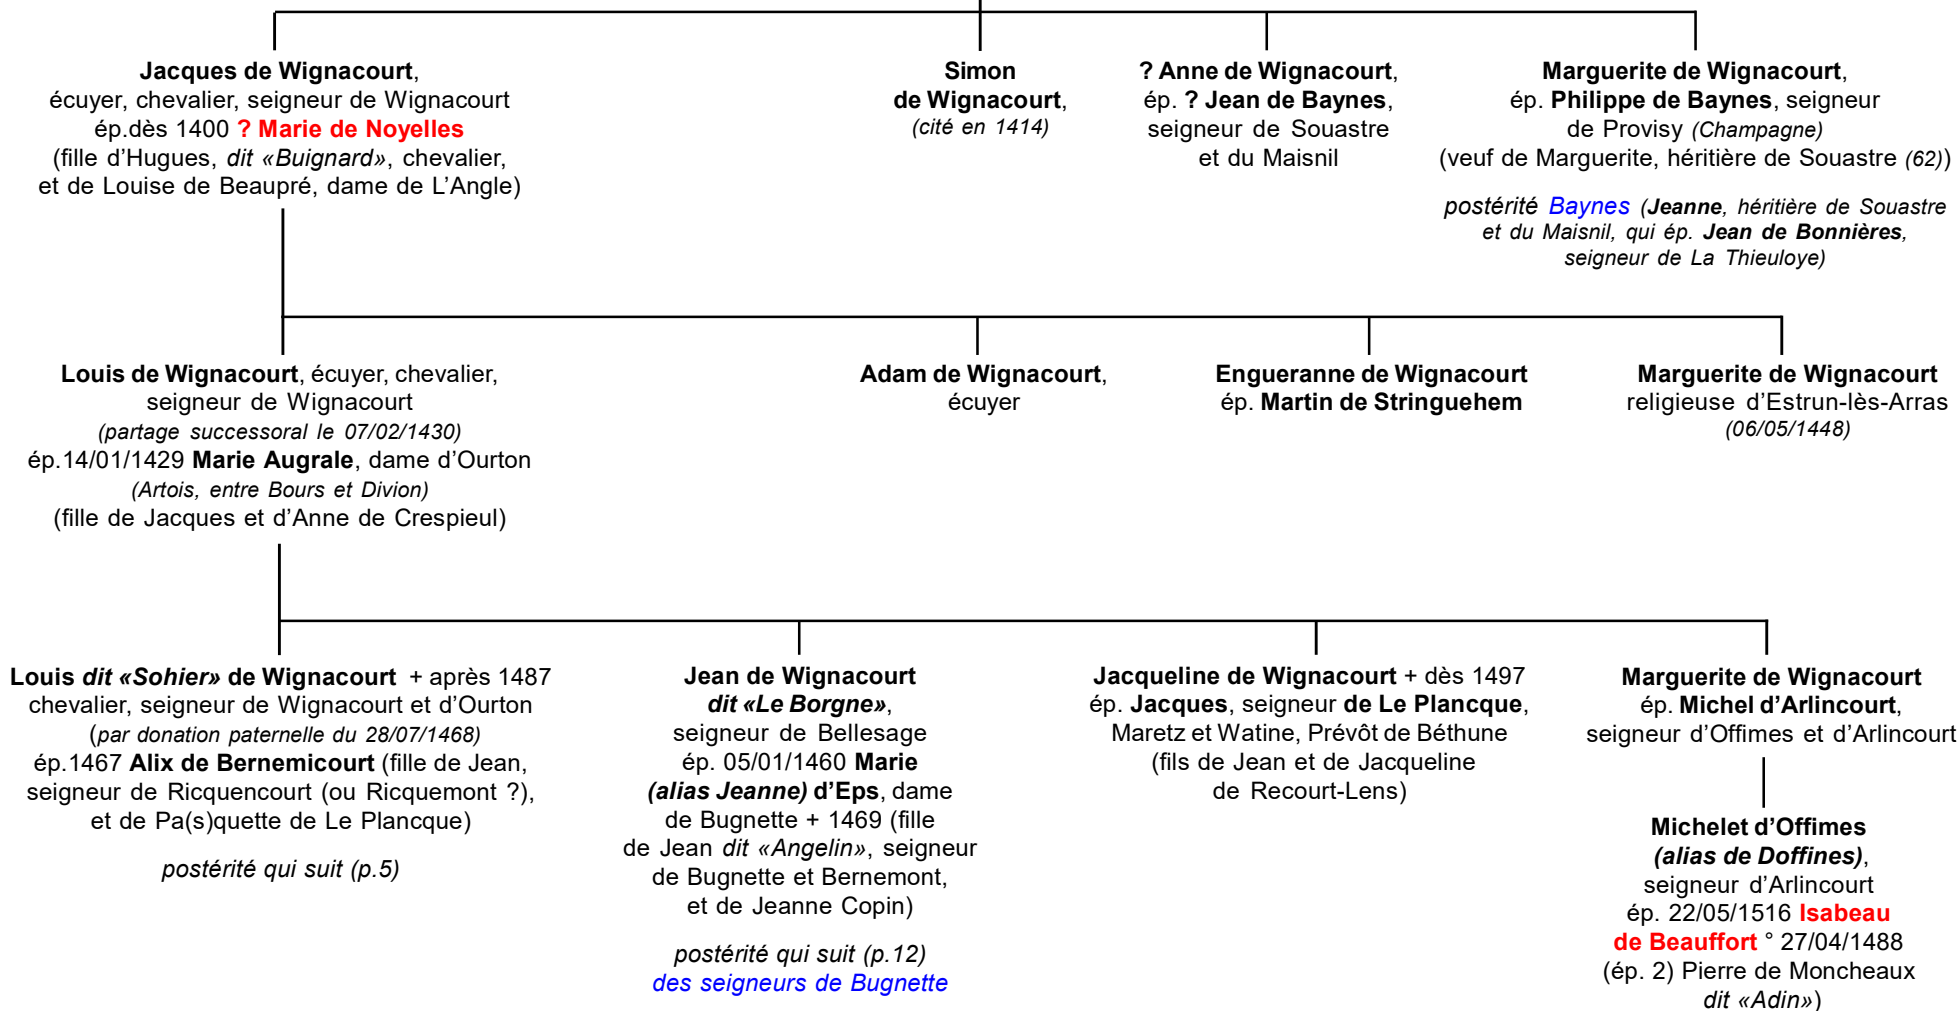 Jacques de Wignacourt,
écuyer, chevalier, seigneur de Wignacourt
ép.dès 1400 ? Marie de Noyelles
(fille d'Hugues, dit «Buignard», chevalier,
et de Louise de Beaupré, dame de L'Angle)
Simon
de Wignacourt,
(cité en 1414)
? Anne de Wignacourt,
ép. ? Jean de Baynes,
seigneur de Souastre
et du Maisnil
Marguerite de Wignacourt,
ép. Philippe de Baynes, seigneur
de Provisy (Champagne)
(veuf de Marguerite, héritière de Souastre (62))
postérité Baynes (Jeanne, héritière de Souastre
et du Maisnil, qui ép. Jean de Bonnières,
seigneur de La Thieuloye)
Louis de Wignacourt, écuyer, chevalier,
seigneur de Wignacourt
(partage successoral le 07/02/1430)
ép.14/01/1429 Marie Augrale, dame d'Ourton
(Artois, entre Bours et Divion)
(fille de Jacques et d'Anne de Crespieul)
Adam de Wignacourt,
écuyer
Engueranne de Wignacourt
ép. Martin de Stringuehem
Marguerite de Wignacourt
religieuse d'Estrun-lès-Arras
(06/05/1448)
Louis dit «Sohier» de Wignacourt + après 1487
chevalier, seigneur de Wignacourt et d'Ourton
(par donation paternelle du 28/07/1468)
ép.1467 Alix de Bernemicourt (fille de Jean,
seigneur de Ricquencourt (ou Ricquemont ?),
et de Pa(s)quette de Le Plancque)
postérité qui suit (p.5)
Jean de Wignacourt
dit «Le Borgne»,
seigneur de Bellesage
ép. 05/01/1460 Marie
(alias Jeanne) d'Eps, dame
de Bugnette + 1469 (fille
de Jean dit «Angelin», seigneur
de Bugnette et Bernemont,
et de Jeanne Copin)
postérité qui suit (p.12)
des seigneurs de Bugnette
Jacqueline de Wignacourt + dès 1497
ép. Jacques, seigneur de Le Plancque,
Maretz et Watine, Prévôt de Béthune
(fils de Jean et de Jacqueline
de Recourt-Lens)
Marguerite de Wignacourt
ép. Michel d'Arlincourt,
seigneur d'Offimes et d'Arlincourt
Michelet d'Offimes
(alias de Doffines),
seigneur d'Arlincourt
ép. 22/05/1516 Isabeau
de Beauffort ° 27/04/1488
(ép. 2) Pierre de Moncheaux
dit «Adin»)